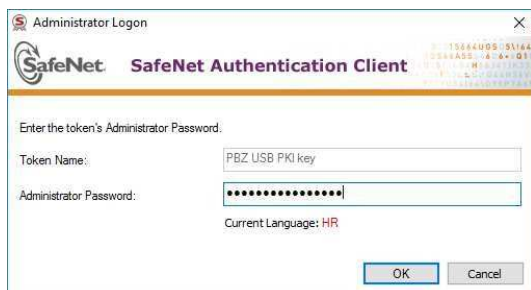 Administrator Logon
SafeNet. SafeNet Authentication Client
Enter the token's Administrator Password.
Token Name: PBZ USB PKI key
Administrator Password: ●●●●●●●●●●●●●●●●
Current Language: HR
OK Cancel